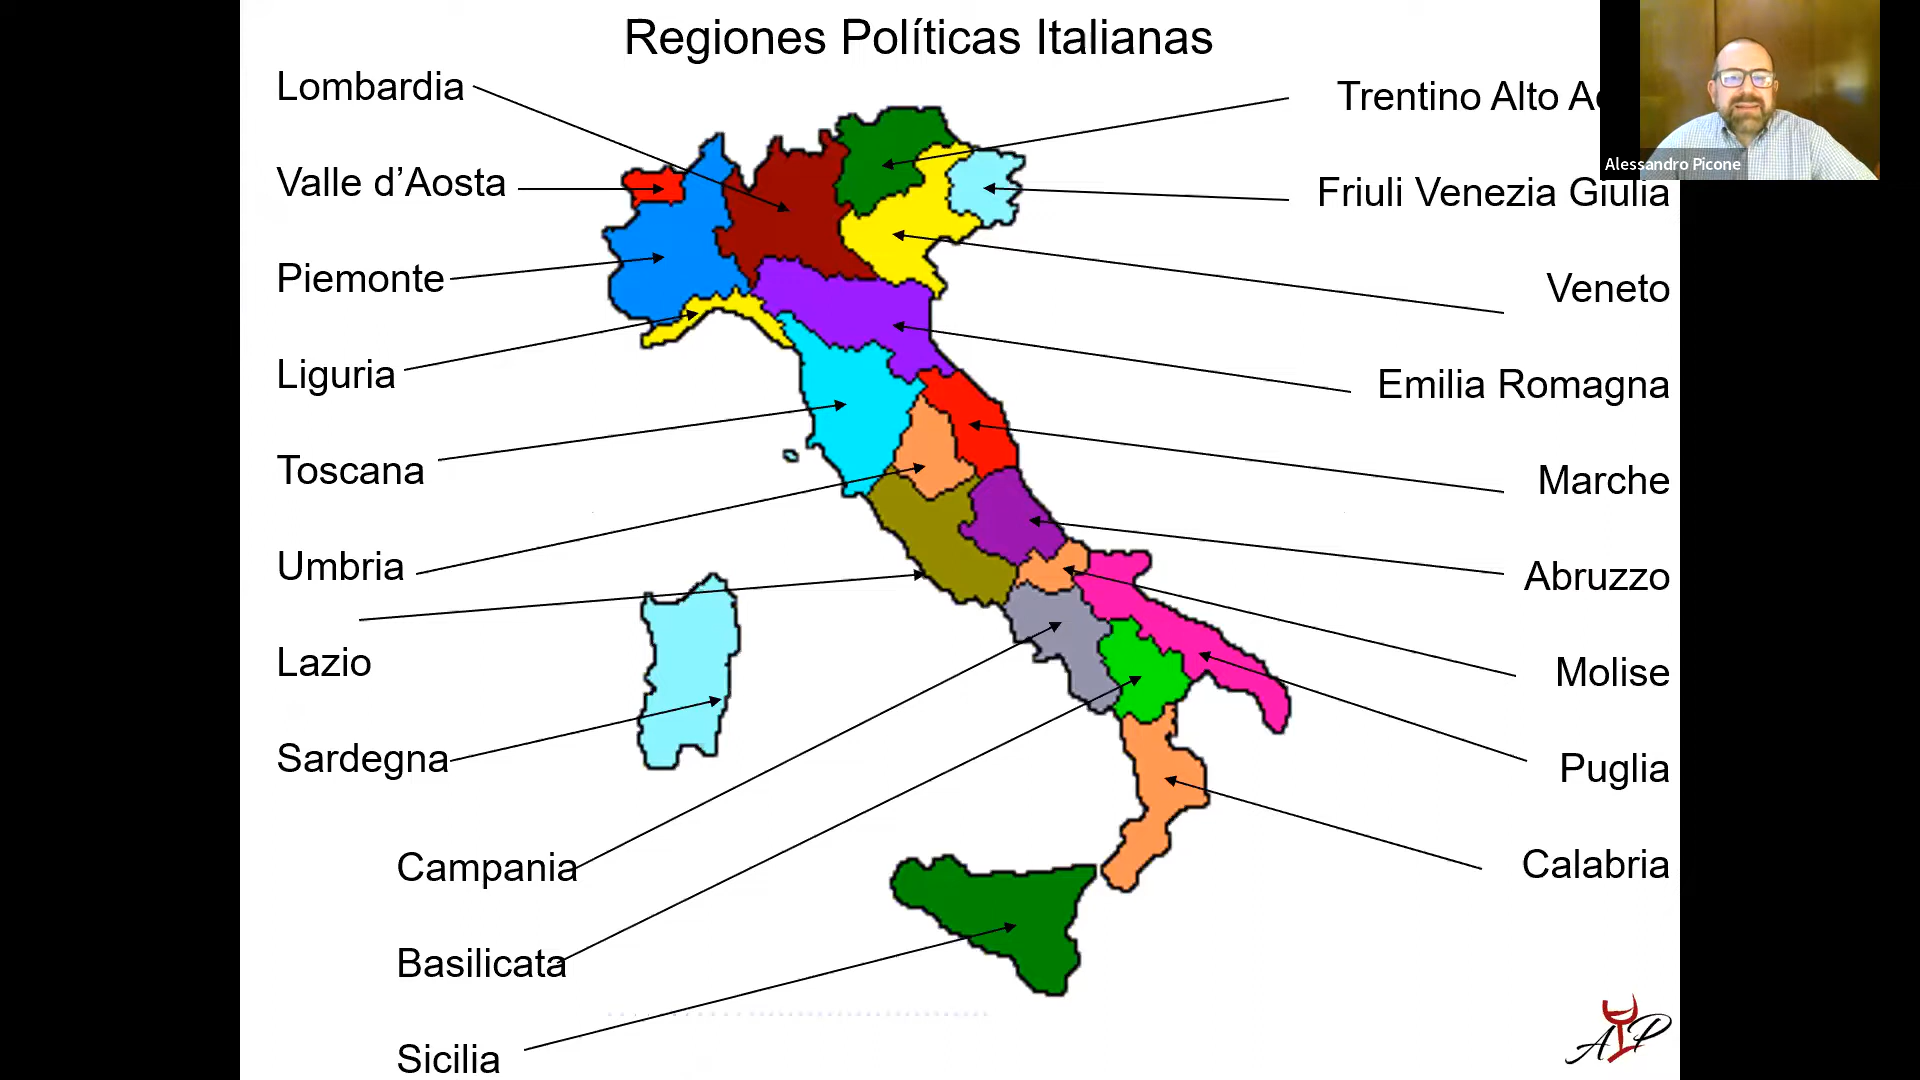 Regiones Políticas Italianas
Lombardia
Valle d’Aosta
Piemonte
Liguria
Toscana
Umbria
Lazio
Sardegna
Campania
Basilicata
Sicilia
Trentino Alto
Friuli Venezia Giulia
Veneto
Emilia Romagna
Marche
Abruzzo
Molise
Puglia
Calabria
Alessandro Picone
AP